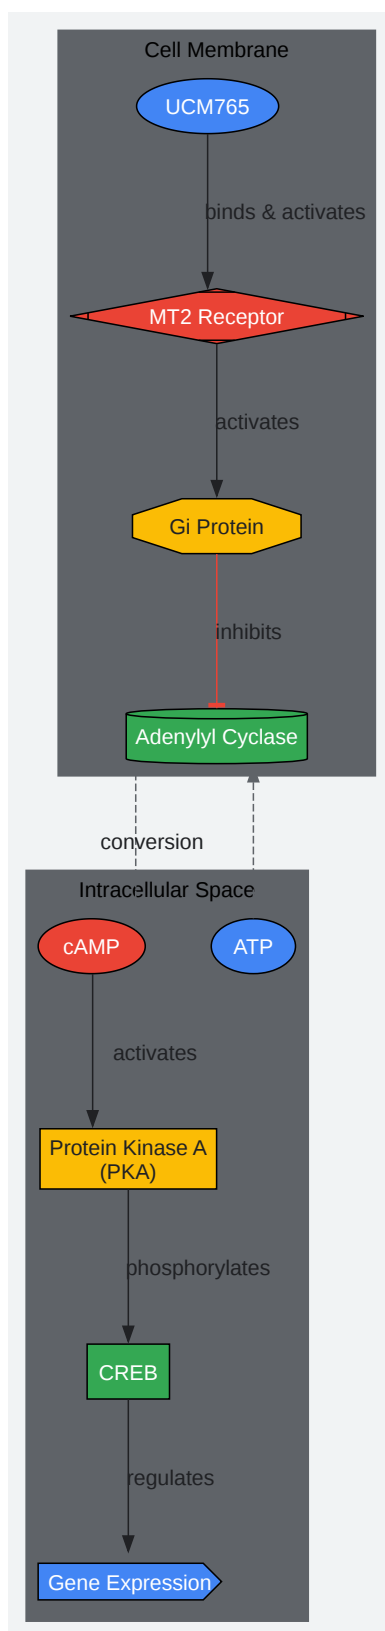 Cell Membrane
UCM765
binds & activates
MT2 Receptor
activates
Gi Protein
inhibits
Adenylyl Cyclase
conversion
Intracellular Space
cAMP
ATP
activates
Protein Kinase A
(PKA)
phosphorylates
CREB
regulates
Gene Expression